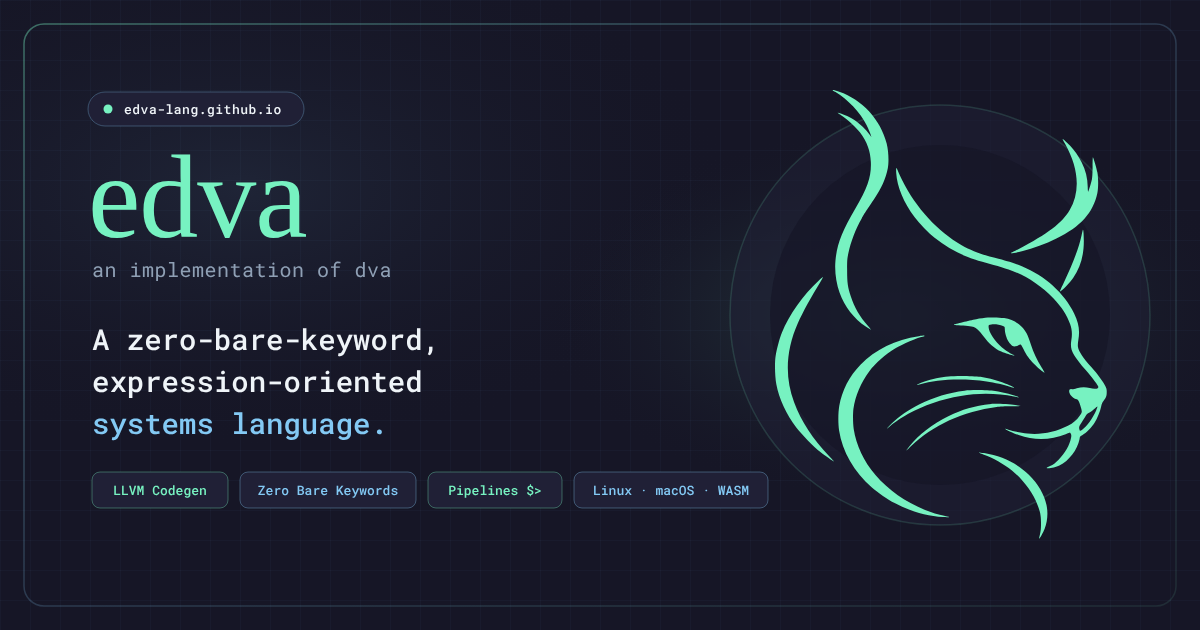 edva-lang.github.io
edva
an implementation of dva
A zero-bare-keyword,
expression-oriented
systems language.
LLVM Codegen
Zero Bare Keywords
Pipelines $>
Linux · macOS · WASM